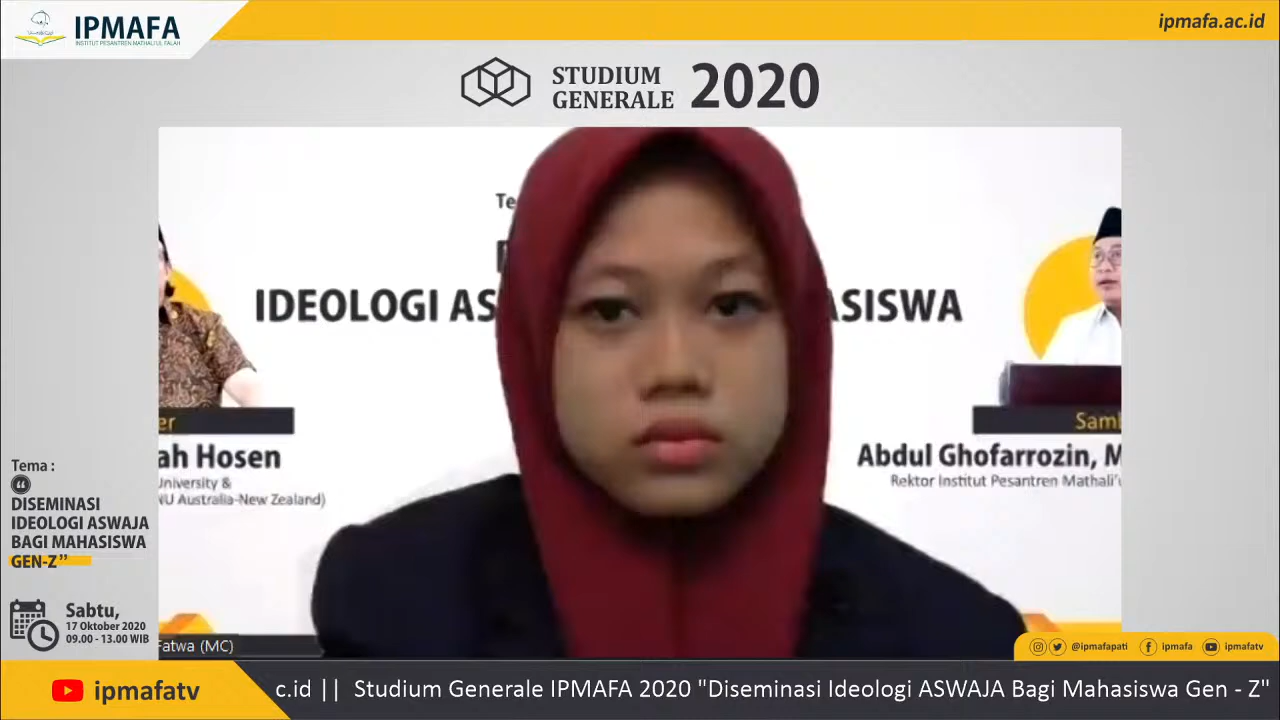 IPMAFA
INSTITUT PESANTREN MATHALI'UL FALAH
ipmafa.ac.id
STUDIUM
GENERALE
2020
IDEOLOGI AS
ASISWA
er
Saml
ah Hosen
University &
NU Australia-New Zealand)
Abdul Ghofarrozin, M
Rektor Institut Pesantren Mathali'u
Tema :
DISEMINASI
IDEOLOGI ASWAJA
BAGI MAHASISWA
GEN-Z”
Sabtu,
17 Oktober 2020
09.00 - 13.00 WIB
Fatwa (MC)
@ipmafapati
ipmafa
ipmafatv
ipmafatv
c.id || Studium Generale IPMAFA 2020 "Diseminasi Ideologi ASWAJA Bagi Mahasiswa Gen - Z"